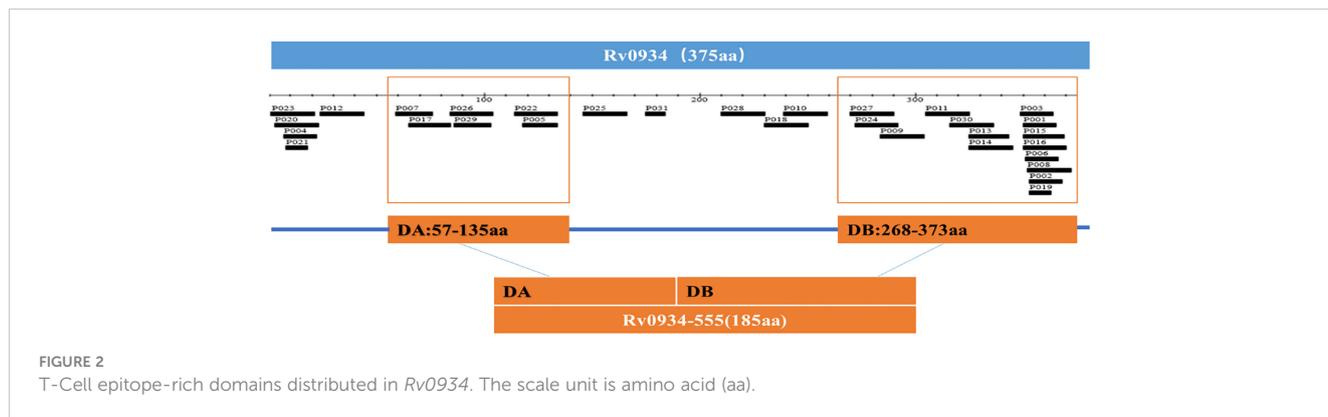 Rv0934 (375aa)
100 200 300
P023 P012 P007 P026 P022 P025 P031 P028 P010 P027 P011 P003
P020 P017 P029 P005 P018 P024 P030 P001
P004 P009 P013 P015
P021 P014 P016
P006
P008
P002
P019
DA:57-135aa DB:268-373aa
DA DB
Rv0934-555(185aa)
FIGURE 2
T-Cell epitope-rich domains distributed in Rv0934. The scale unit is amino acid (aa).